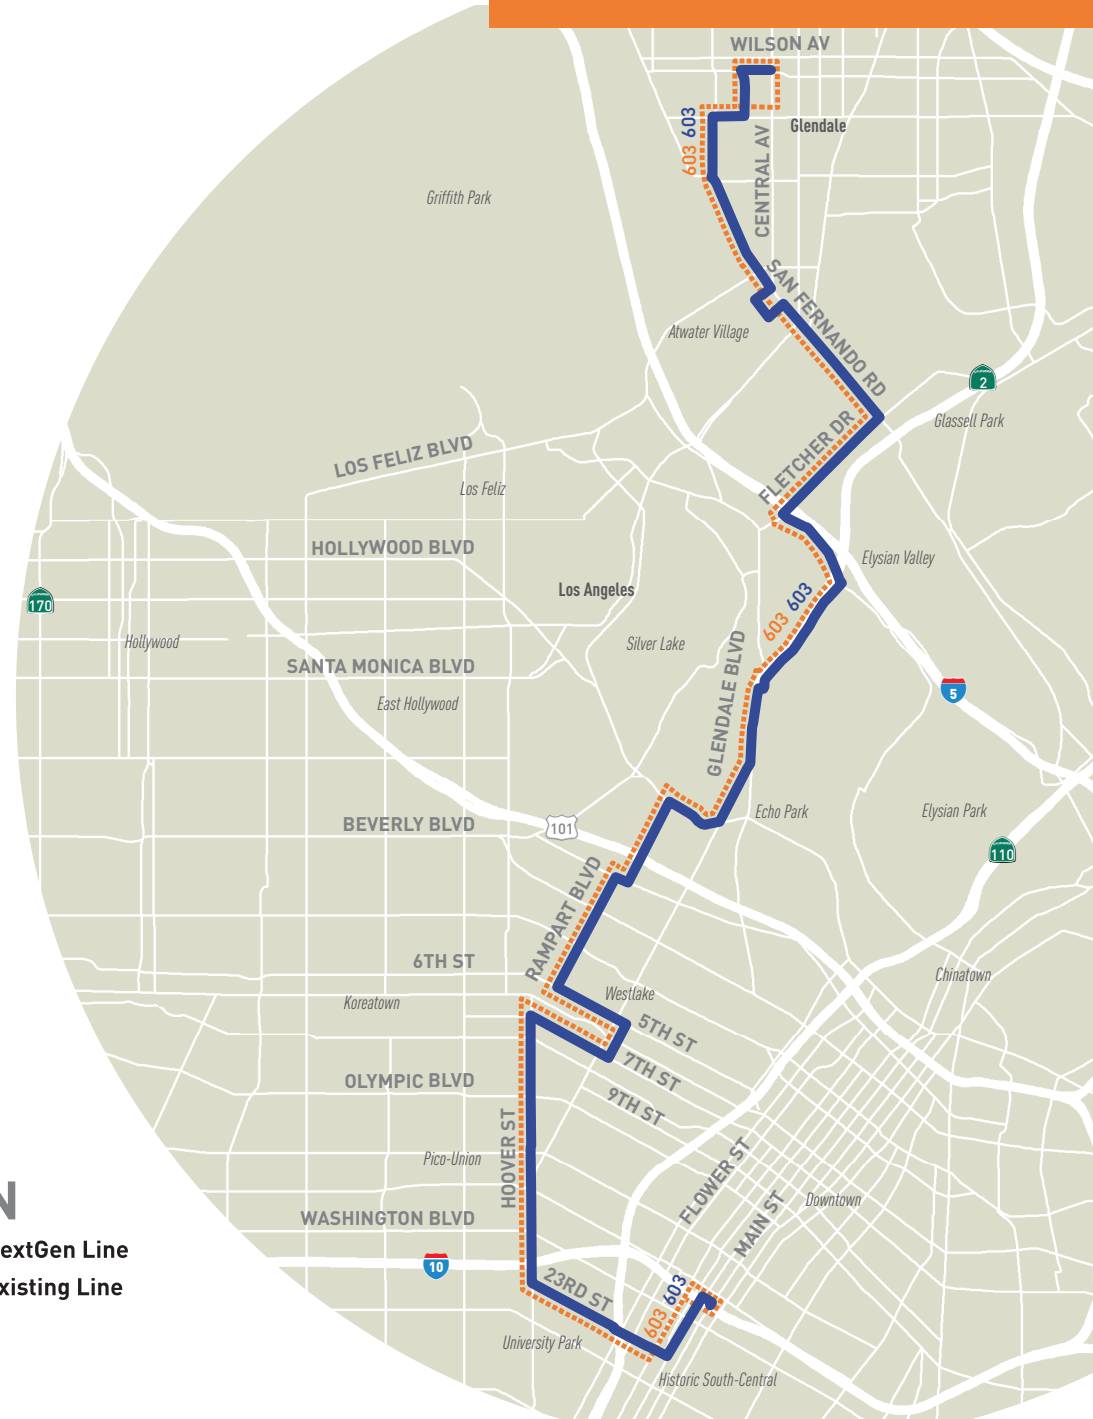 WILSON AV
603 603
Glendale
CENTRAL AV
Griffith Park
SAN FERNANDO RD
Atwater Village
2
Glassell Park
FLETCHER DR
LOS FELIZ BLVD
Los Feliz
HOLLYWOOD BLVD
Elysian Valley
Los Angeles
170
603 603
Hollywood
Silver Lake
SANTA MONICA BLVD
GLENDALE BLVD
5
East Hollywood
Echo Park
Elysian Park
BEVERLY BLVD
101
110
RAMPART BLVD
6TH ST
Chinatown
Koreatown
Westlake
5TH ST
7TH ST
OLYMPIC BLVD
9TH ST
HOOVER ST
Pico-Union
FLOWER ST
Downtown
N
WASHINGTON BLVD
MAIN ST
extGen Line
10
xisting Line
23RD ST
603 603
University Park
Historic South-Central